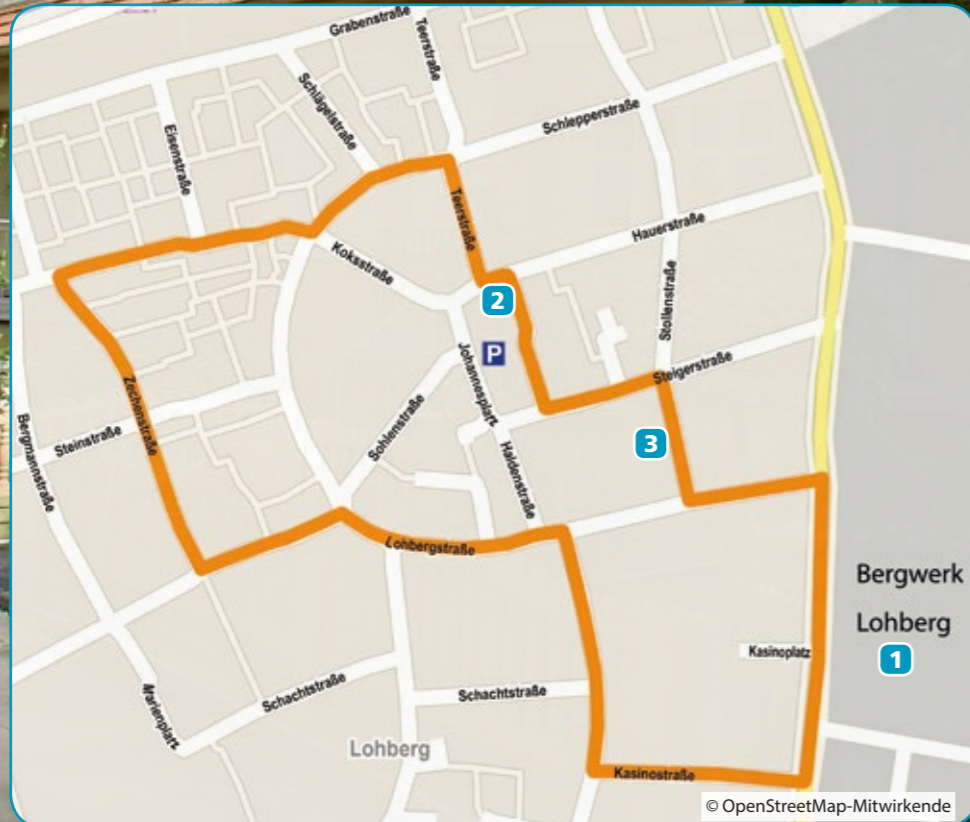 Grabenstraße
Teerstraße
Schlägelstraße
Schlepperstraße
Eisenstraße
Teerstraße
Hauerstraße
Koksstraße
2
Stollenstraße
P
Johannesplatz
Steigerstraße
Zechenstraße
Sohlenstraße
Bergmannstraße
Steinstraße
3
Haldenstraße
Lohbergstraße
Bergwerk
Lohberg
1
Kasinoplatz
Schachtstraße
Schachtstraße
Marienplatz
Lohberg
Kasinostraße
© OpenStreetMap-Mitwirkende